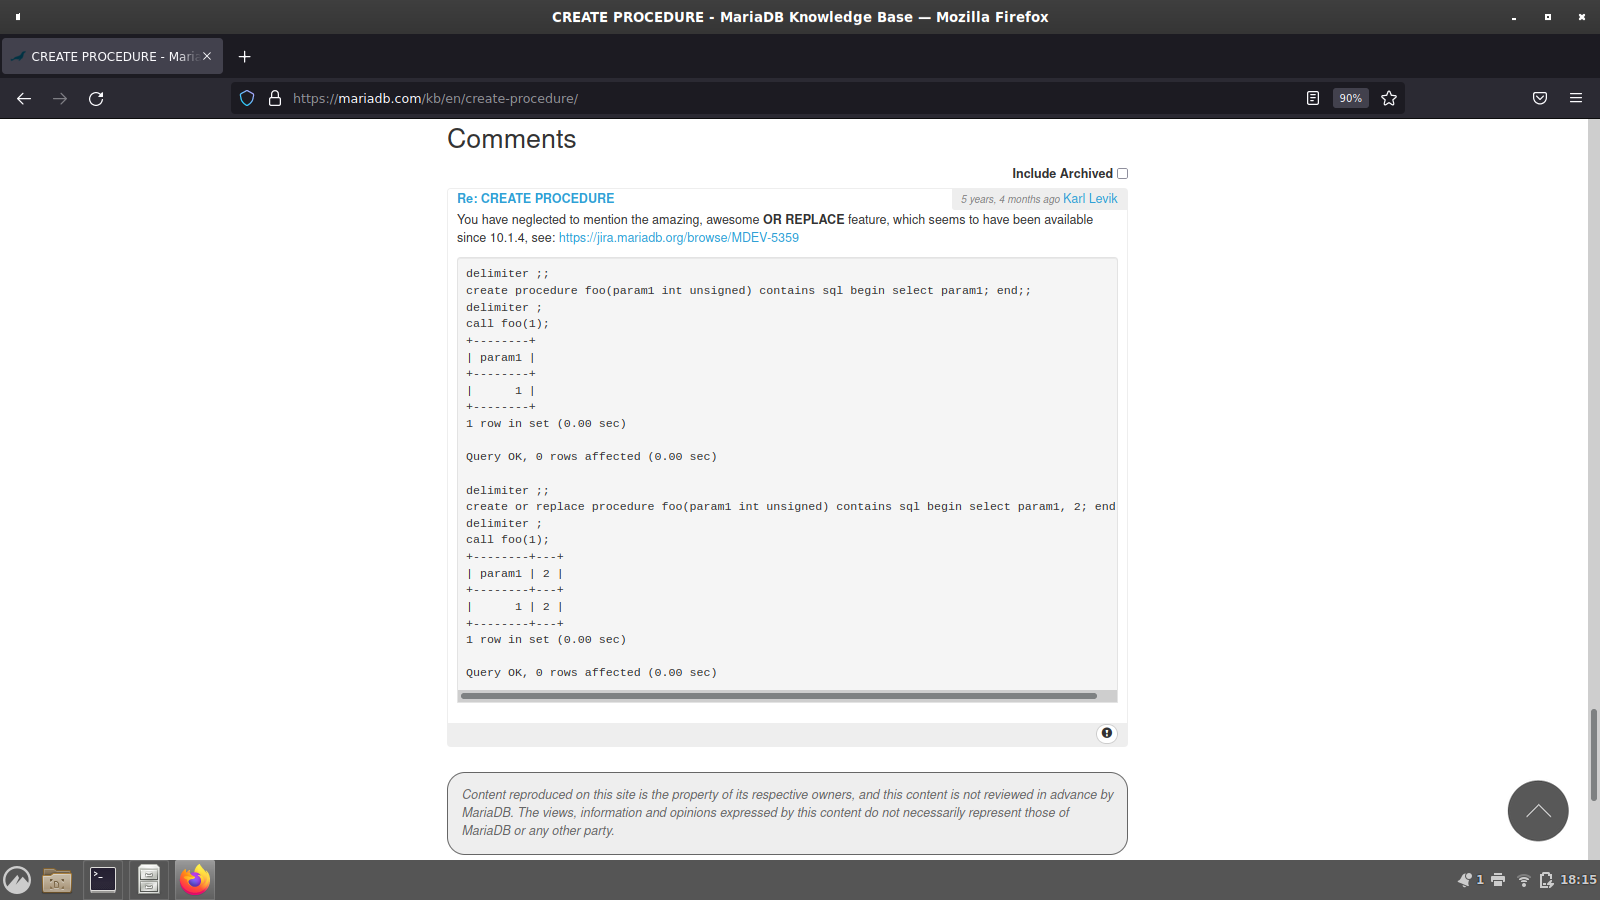 CREATE PROCEDURE - MariaDB Knowledge Base — Mozilla Firefox
CREATE PROCEDURE - Maria
https://mariadb.com/kb/en/create-procedure/
90%
Comments
Include Archived
Re: CREATE PROCEDURE
5 years, 4 months ago Karl Levik
You have neglected to mention the amazing, awesome OR REPLACE feature, which seems to have been available
since 10.1.4, see: https://jira.mariadb.org/browse/MDEV-5359
delimiter ;;
create procedure foo(param1 int unsigned) contains sql begin select param1; end;;
delimiter ;
call foo(1);
+--------+
| param1 |
+--------+
|      1 |
+--------+
1 row in set (0.00 sec)
Query OK, 0 rows affected (0.00 sec)
delimiter ;;
create or replace procedure foo(param1 int unsigned) contains sql begin select param1, 2; end
delimiter ;
call foo(1);
+--------+---+
| param1 | 2 |
+--------+---+
|      1 | 2 |
+--------+---+
1 row in set (0.00 sec)
Query OK, 0 rows affected (0.00 sec)
Content reproduced on this site is the property of its respective owners, and this content is not reviewed in advance by
MariaDB. The views, information and opinions expressed by this content do not necessarily represent those of
MariaDB or any other party.
1
18:15